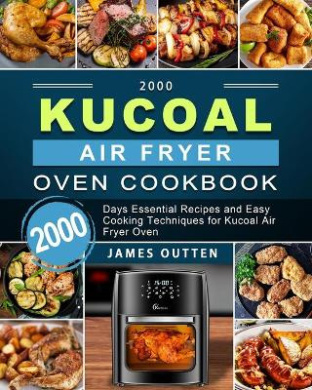 2000
KUCOAL
AIR FRYER
OVEN COOKBOOK
2000
Days Essential Recipes and Easy
Cooking Techniques for Kucoal Air
Fryer Oven
JAMES OUTTEN